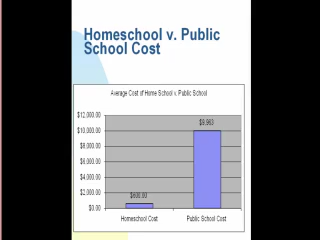 Homeschool v. Public
School Cost
Average Cost of Home School v. Public School
$12,000.00
$10,000.00
$8,000.00
$6,000.00
$4,000.00
$2,000.00
$0.00
$600.00
$9,963
Homeschool Cost
Public School Cost